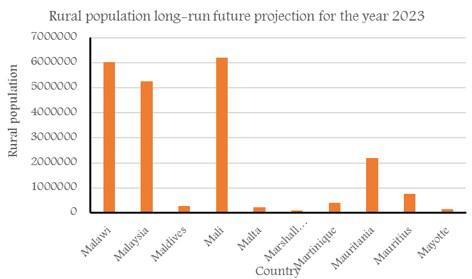 Rural population long-run future projection for the year 2023
7000000
6000000
5000000
4000000
3000000
2000000
1000000
0
Rural population
Malawi
Malaysia
Maldives
Mali
Malta
Marshall...
Martinique
Mauritania
Mauritius
Mayotte
Country